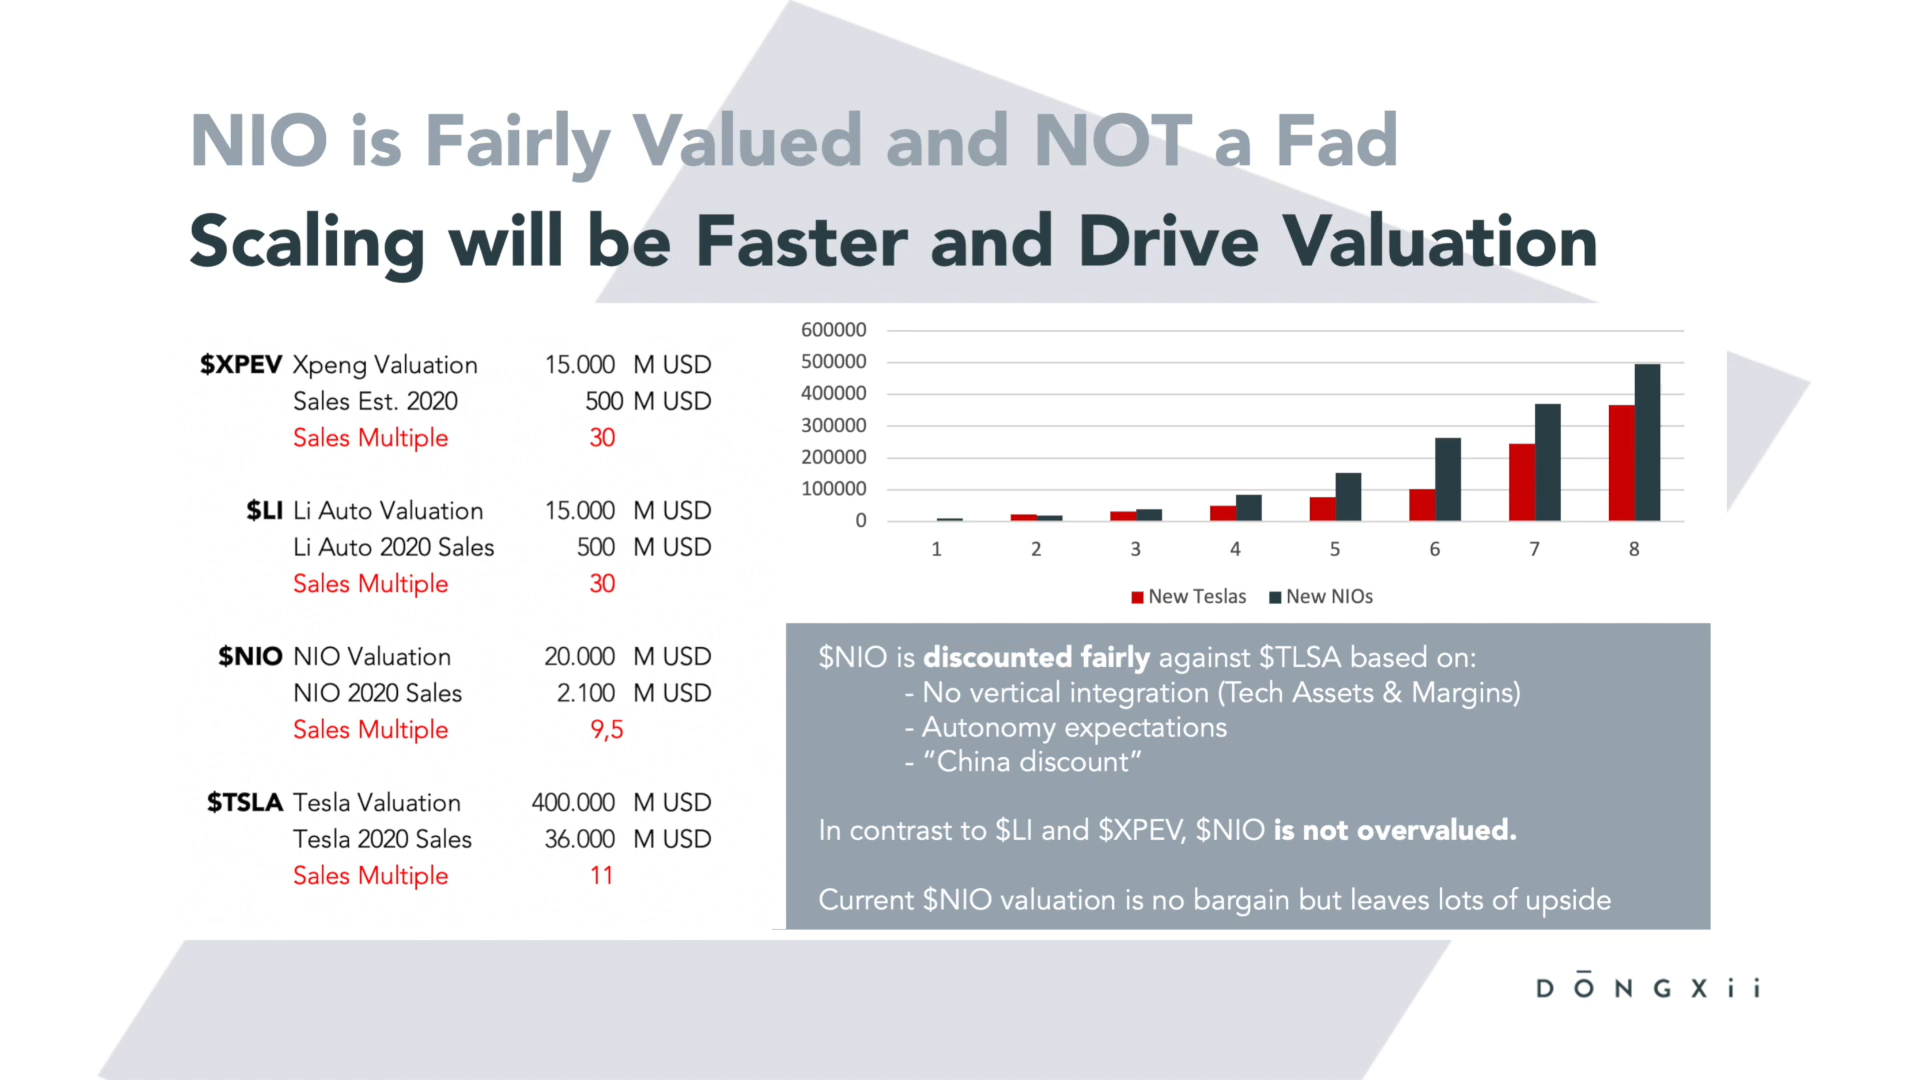 NIO is Fairly Valued and NOT a Fad
Scaling will be Faster and Drive Valuation
$XPEV Xpeng Valuation 15.000 M USD
Sales Est. 2020 500 M USD
Sales Multiple 30
$LI Li Auto Valuation 15.000 M USD
Li Auto 2020 Sales 500 M USD
Sales Multiple 30
$NIO NIO Valuation 20.000 M USD
NIO 2020 Sales 2.100 M USD
Sales Multiple 9,5
$TSLA Tesla Valuation 400.000 M USD
Tesla 2020 Sales 36.000 M USD
Sales Multiple 11
600000
500000
400000
300000
200000
100000
0
1 2 3 4 5 6 7 8
New Teslas New NIOs
$NIO is discounted fairly against $TLSA based on:
- No vertical integration (Tech Assets & Margins)
- Autonomy expectations
- “China discount”
In contrast to $LI and $XPEV, $NIO is not overvalued.
Current $NIO valuation is no bargain but leaves lots of upside
DŌNGXii